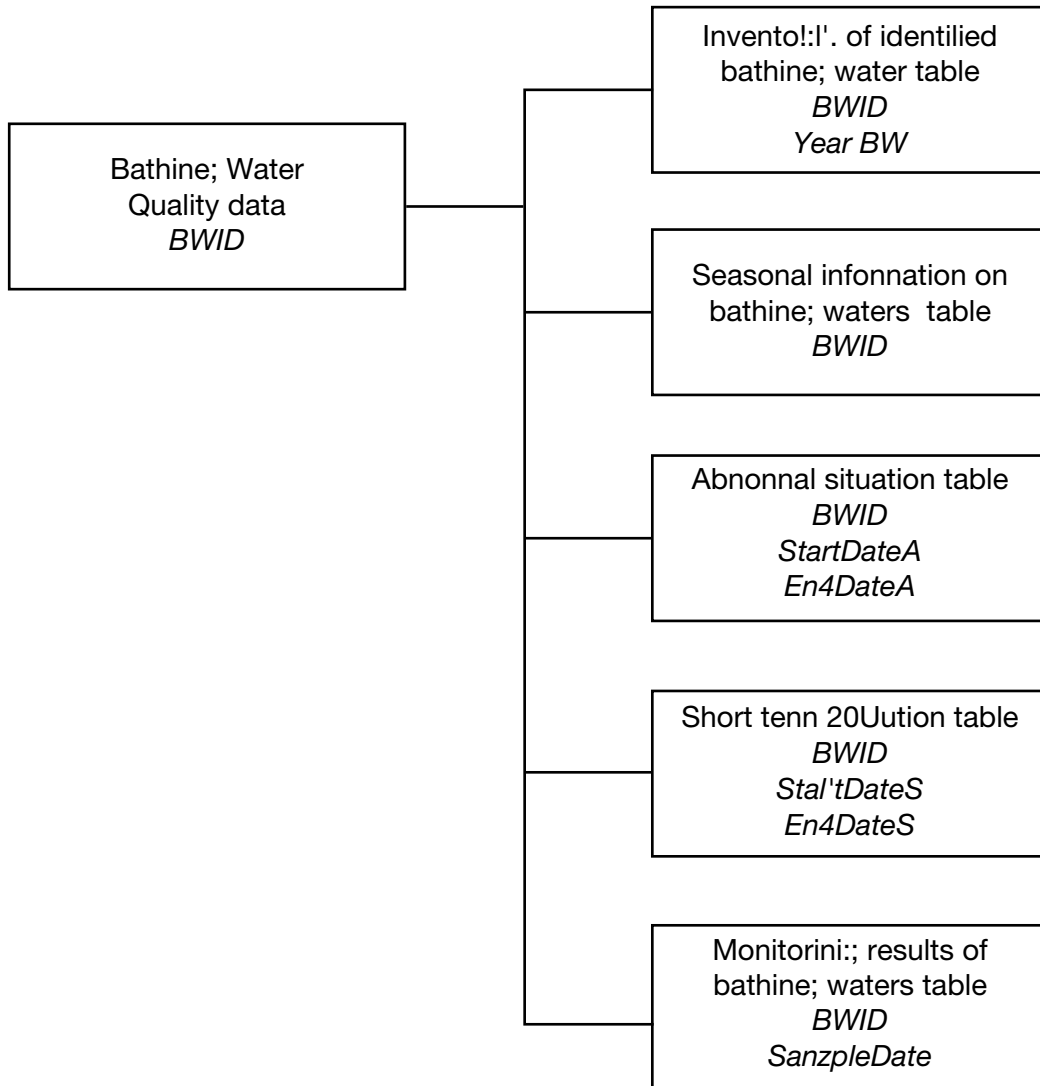 Bathine; Water
Quality data
BWID
Invento!:l'. of identilied
bathine; water table
BWID
Year BW
Seasonal infonnation on
bathine; waters table
BWID
Abnonnal situation table
BWID
StartDateA
En4DateA
Short tenn 20Uution table
BWID
Stal'tDateS
En4DateS
Monitorini:; results of
bathine; waters table
BWID
SanzpleDate